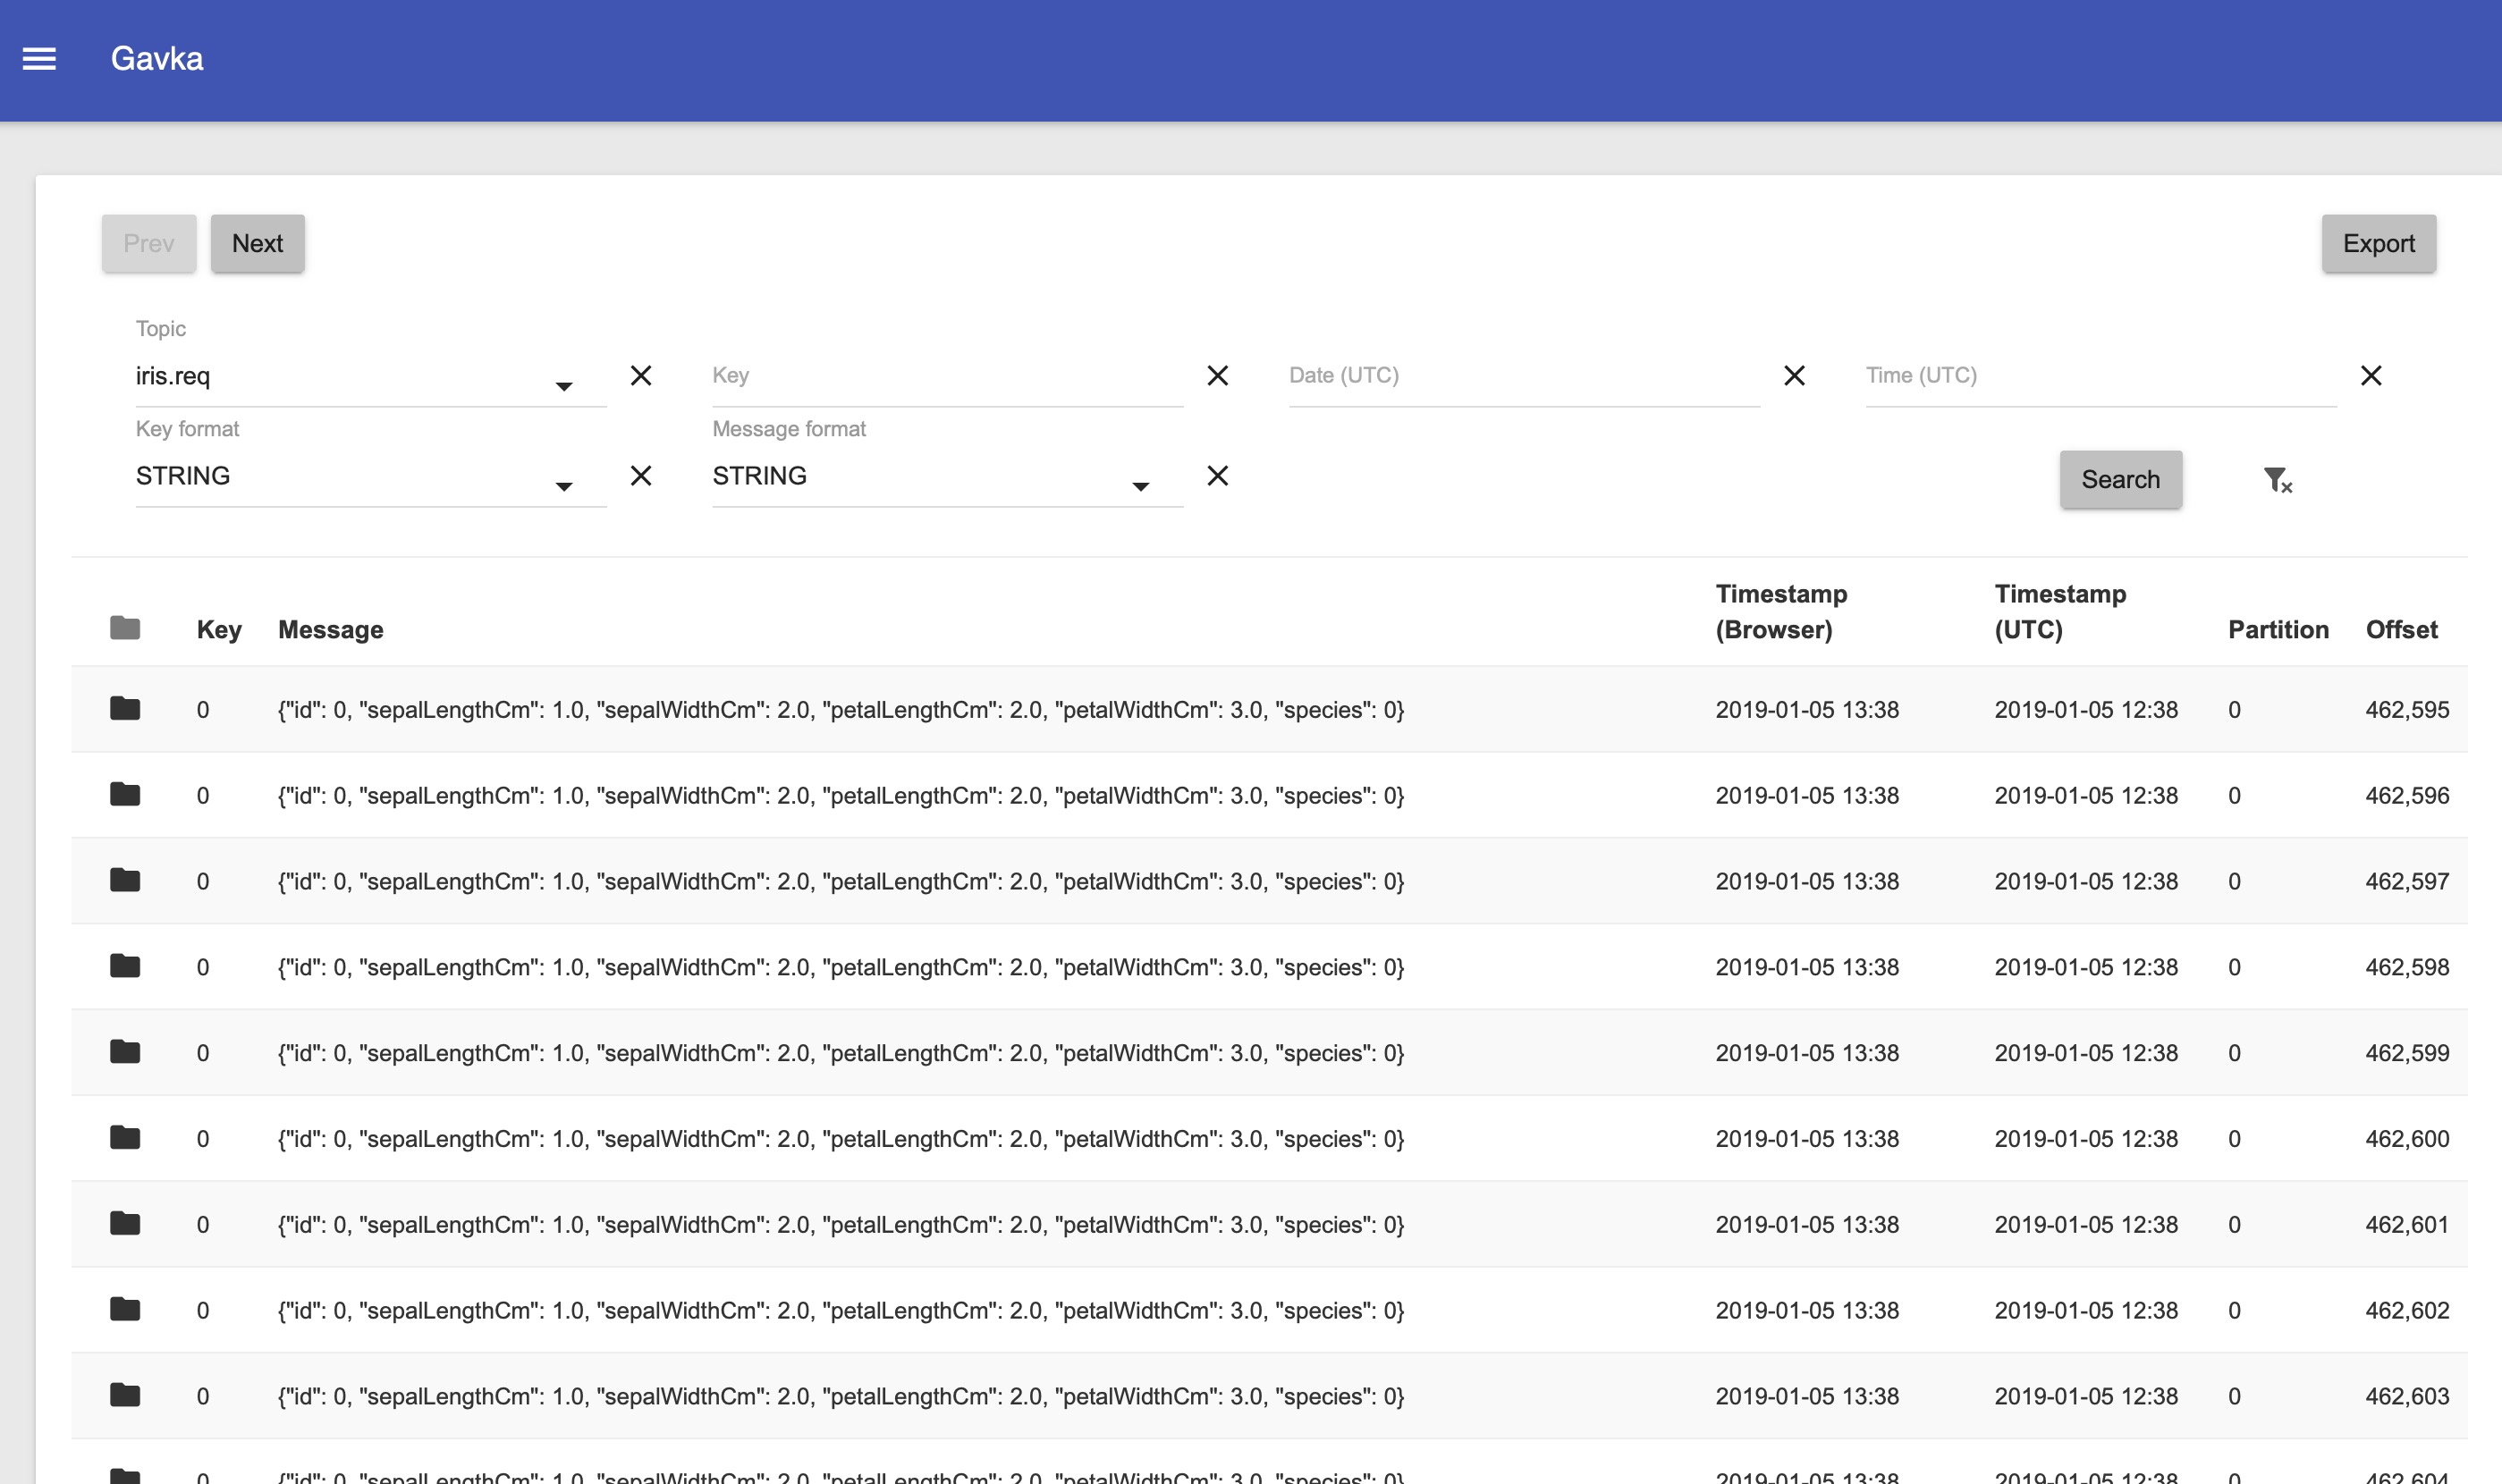 Gavka
Prev Next Export
Topic
iris.req Key Date (UTC) Time (UTC)
Key format Message format
STRING STRING Search
Key Message Timestamp (Browser) Timestamp (UTC) Partition Offset
0 {"id": 0, "sepalLengthCm": 1.0, "sepalWidthCm": 2.0, "petalLengthCm": 2.0, "petalWidthCm": 3.0, "species": 0} 2019-01-05 13:38 2019-01-05 12:38 0 462,595
0 {"id": 0, "sepalLengthCm": 1.0, "sepalWidthCm": 2.0, "petalLengthCm": 2.0, "petalWidthCm": 3.0, "species": 0} 2019-01-05 13:38 2019-01-05 12:38 0 462,596
0 {"id": 0, "sepalLengthCm": 1.0, "sepalWidthCm": 2.0, "petalLengthCm": 2.0, "petalWidthCm": 3.0, "species": 0} 2019-01-05 13:38 2019-01-05 12:38 0 462,597
0 {"id": 0, "sepalLengthCm": 1.0, "sepalWidthCm": 2.0, "petalLengthCm": 2.0, "petalWidthCm": 3.0, "species": 0} 2019-01-05 13:38 2019-01-05 12:38 0 462,598
0 {"id": 0, "sepalLengthCm": 1.0, "sepalWidthCm": 2.0, "petalLengthCm": 2.0, "petalWidthCm": 3.0, "species": 0} 2019-01-05 13:38 2019-01-05 12:38 0 462,599
0 {"id": 0, "sepalLengthCm": 1.0, "sepalWidthCm": 2.0, "petalLengthCm": 2.0, "petalWidthCm": 3.0, "species": 0} 2019-01-05 13:38 2019-01-05 12:38 0 462,600
0 {"id": 0, "sepalLengthCm": 1.0, "sepalWidthCm": 2.0, "petalLengthCm": 2.0, "petalWidthCm": 3.0, "species": 0} 2019-01-05 13:38 2019-01-05 12:38 0 462,601
0 {"id": 0, "sepalLengthCm": 1.0, "sepalWidthCm": 2.0, "petalLengthCm": 2.0, "petalWidthCm": 3.0, "species": 0} 2019-01-05 13:38 2019-01-05 12:38 0 462,602
0 {"id": 0, "sepalLengthCm": 1.0, "sepalWidthCm": 2.0, "petalLengthCm": 2.0, "petalWidthCm": 3.0, "species": 0} 2019-01-05 13:38 2019-01-05 12:38 0 462,603
0 {"id": 0, "sepalLengthCm": 1.0, "sepalWidthCm": 2.0, "petalLengthCm": 2.0, "petalWidthCm": 3.0, "species": 0} 2019-01-05 13:38 2019-01-05 12:38 0 462,604